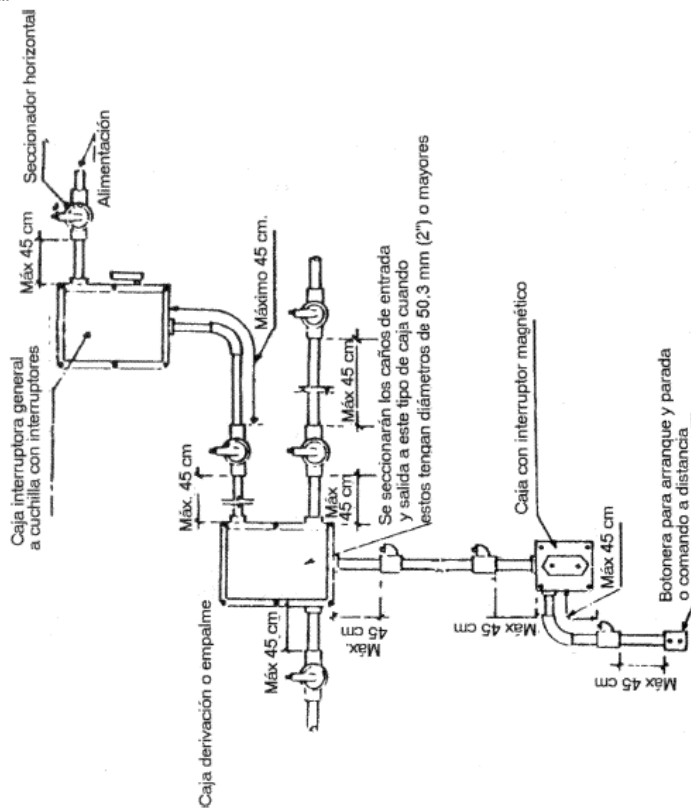 Caja interruptora general
a cuchilla con interruptores
Seccionador horizontal
Alimentación
Máx 45 cm
Máximo 45 cm.
Caja derivación o empalme
Máx. 45 cm
Máx 45 cm
Máx
45 cm
Máx 45 cm
Se seccionarán los caños de entrada
y salida a este tipo de caja cuando
estos tengan diámetros de 50,3 mm (2") o mayores
Máx.
45 cm
Máx 45 cm
Caja con interruptor magnético
Máx 45 cm
Máx 45 cm
Botonera para arranque y parada
o comando a distancia